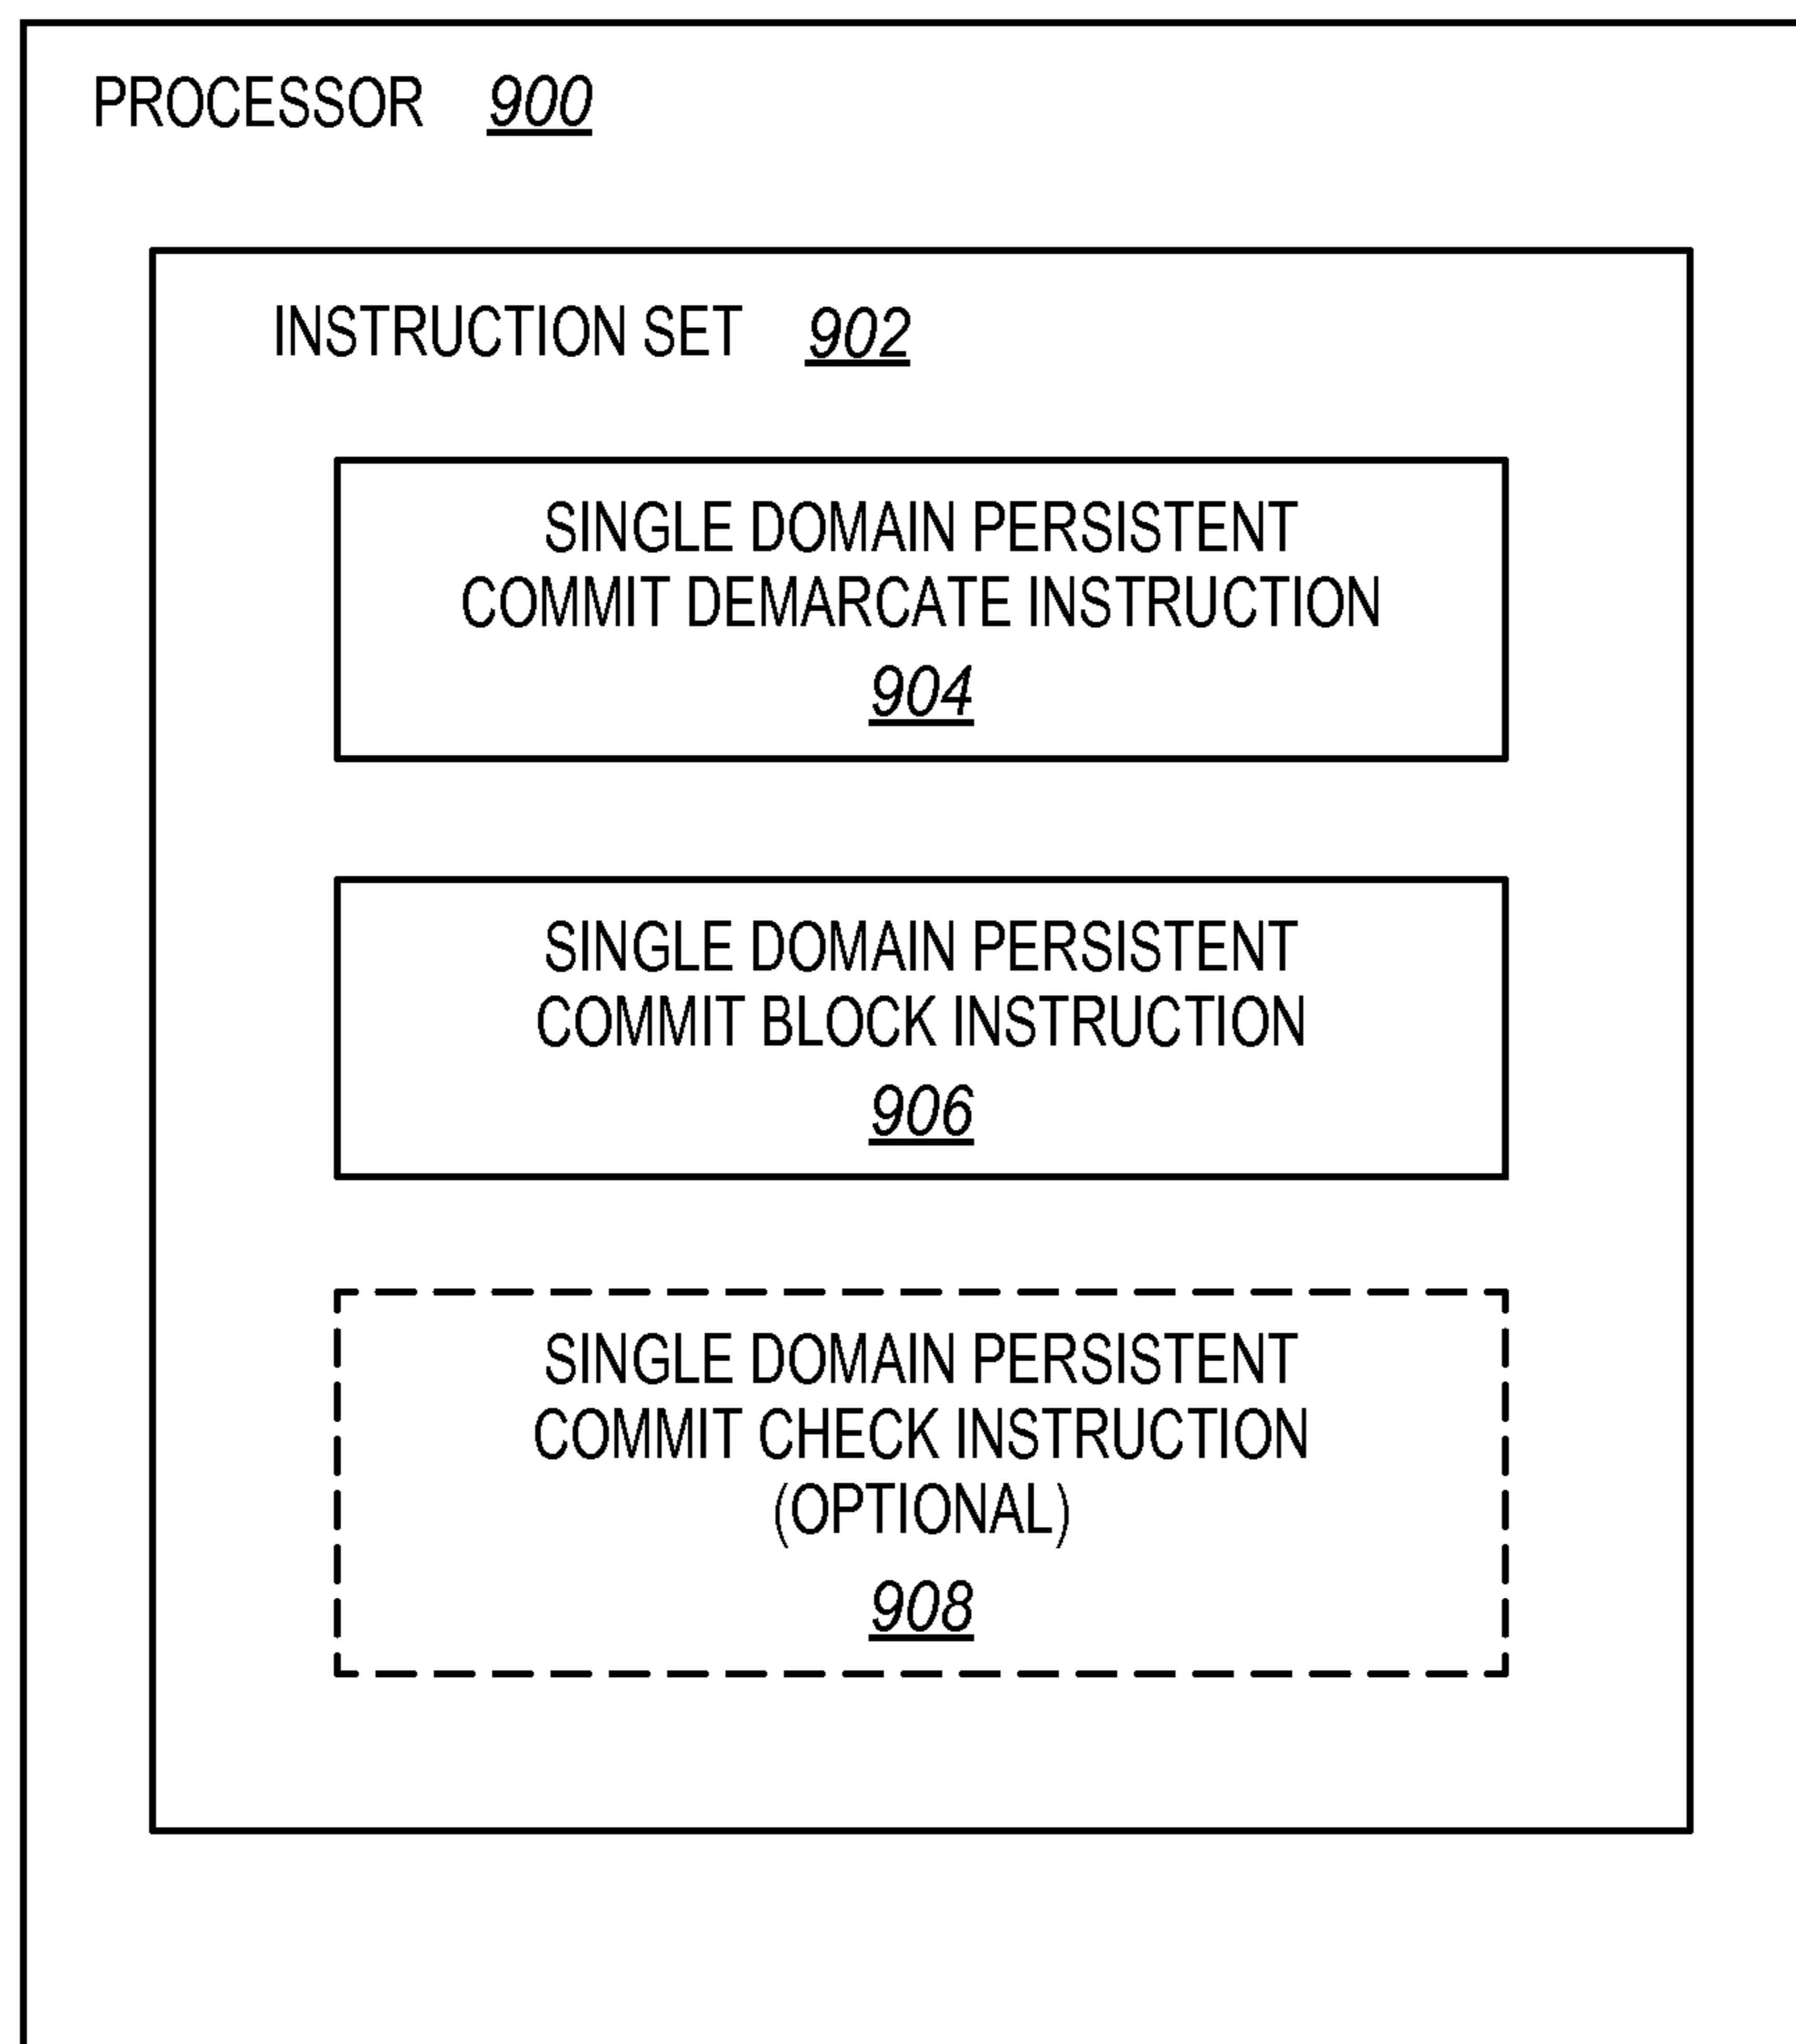 PROCESSOR 900
INSTRUCTION SET 902
SINGLE DOMAIN PERSISTENT
COMMIT DEMARCATE INSTRUCTION
904
SINGLE DOMAIN PERSISTENT
COMMIT BLOCK INSTRUCTION
906
SINGLE DOMAIN PERSISTENT
COMMIT CHECK INSTRUCTION
(OPTIONAL)
908